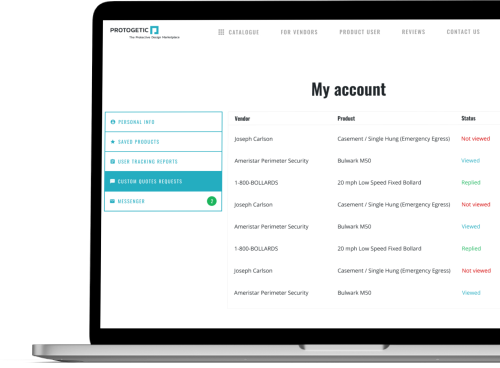 PROTOGETIC
The Protective Design Marketplace
CATALOGUE FOR VENDORS PRODUCT USER REVIEWS CONTACT US
My account
PERSONAL INFO
SAVED PRODUCTS
USER TRACKING REPORTS
CUSTOM QUOTES REQUESTS
MESSENGER
Vendor Product Status
Joseph Carlson Casement / Single Hung (Emergency Egress) Not viewed
Ameristar Perimeter Security Bulwark M50 Viewed
1-800-BOLLARDS 20 mph Low Speed Fixed Bollard Replied
Joseph Carlson Casement / Single Hung (Emergency Egress) Not viewed
Ameristar Perimeter Security Bulwark M50 Viewed
1-800-BOLLARDS 20 mph Low Speed Fixed Bollard Replied
Joseph Carlson Casement / Single Hung (Emergency Egress) Not viewed
Ameristar Perimeter Security Bulwark M50 Viewed